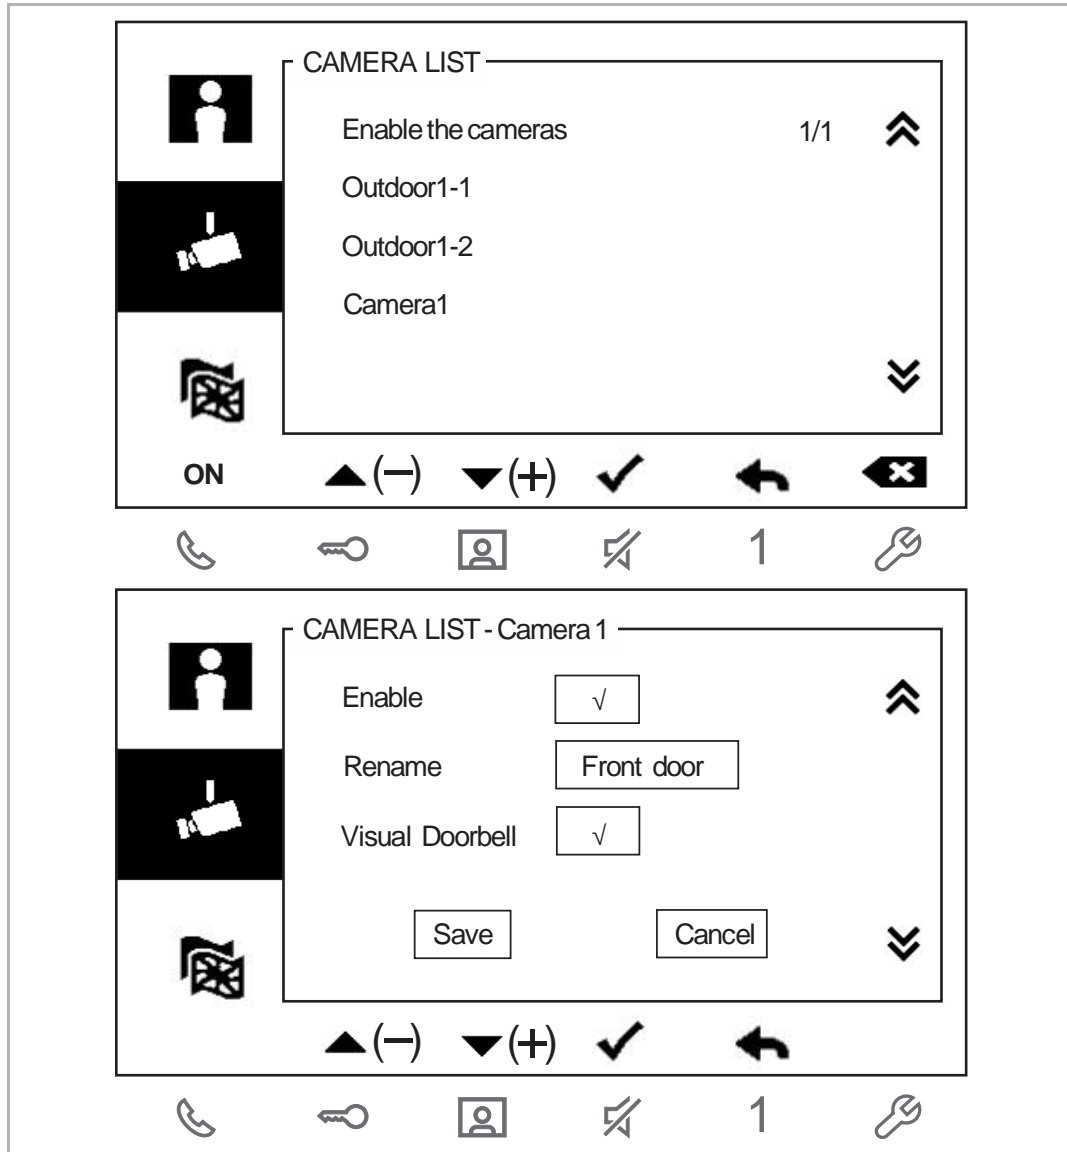 CAMERA LIST
Enable the cameras 1/1
Outdoor1-1
Outdoor1-2
Camera1
ON (−) (+)
1
CAMERA LIST - Camera 1
Enable √
Rename Front door
Visual Doorbell √
Save Cancel
(−) (+)
1